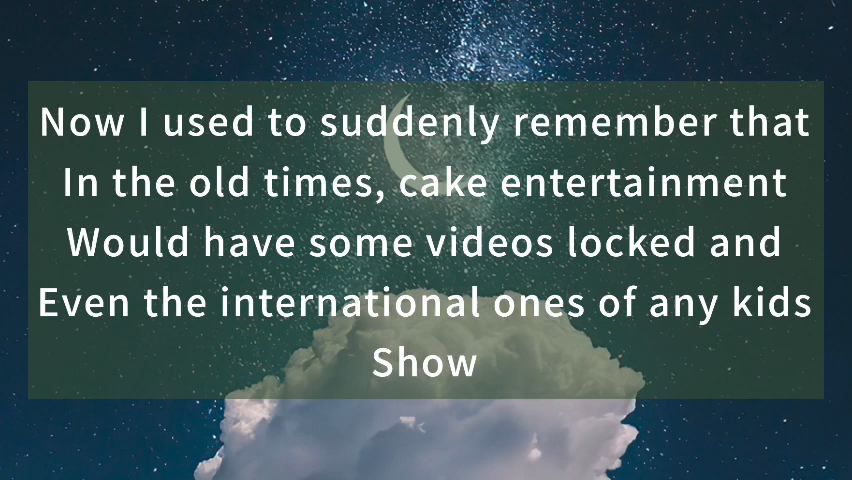 Now I used to suddenly remember that
In the old times, cake entertainment
Would have some videos locked and
Even the international ones of any kids
Show